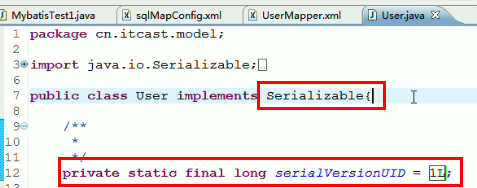 MybatisTest1.java sqlMapConfig.xml UserMapper.xml User.java
1 package cn.itcast.model;
2
3 import java.io.Serializable;
6
7 public class User implements Serializable{
8
9 /**
10 *
11 */
12 private static final long serialVersionUID = 1L;